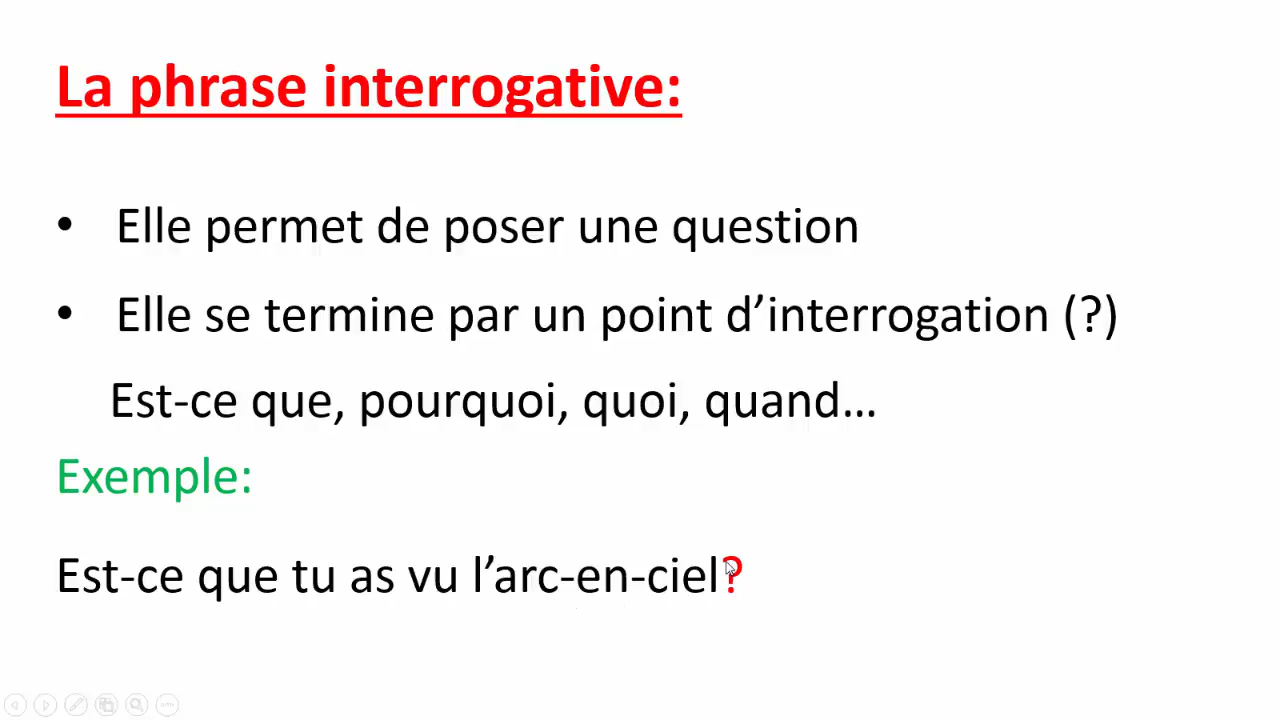 La phrase interrogative:
• Elle permet de poser une question
• Elle se termine par un point d’interrogation (?)
Est-ce que, pourquoi, quoi, quand…
Exemple:
Est-ce que tu as vu l’arc-en-ciel?